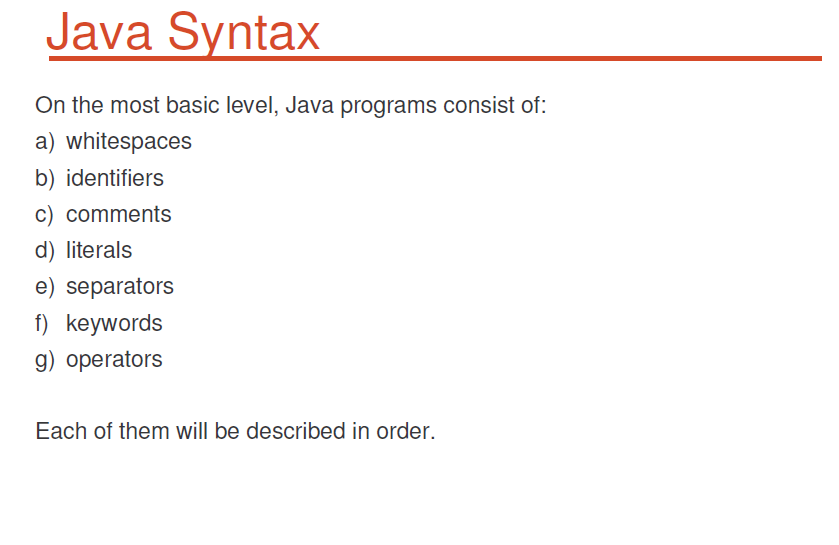 Java Syntax
On the most basic level, Java programs consist of:
a) whitespaces
b) identifiers
c) comments
d) literals
e) separators
f) keywords
g) operators
Each of them will be described in order.